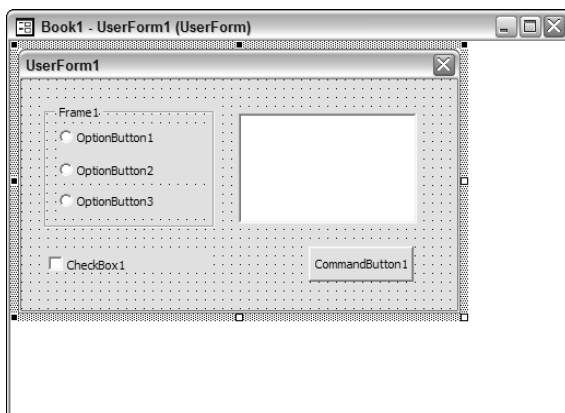 Book1 - UserForm1 (UserForm)
UserForm1
Frame1
OptionButton1
OptionButton2
OptionButton3
CheckBox1
CommandButton1